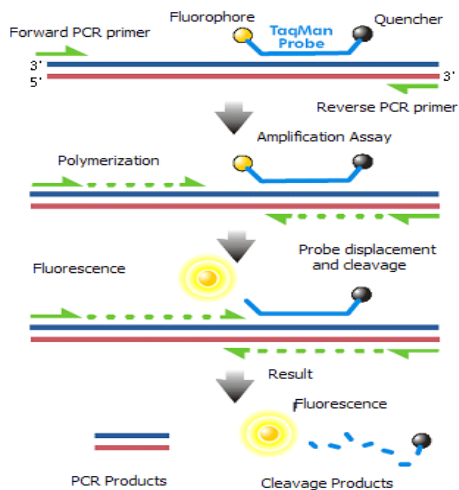 Fluorophore
Quencher
TaqMan
Probe
Forward PCR primer
3'
5'
3'
Reverse PCR primer
Amplification Assay
Polymerization
Probe displacement
and cleavage
Fluorescence
Result
Fluorescence
PCR Products
Cleavage Products